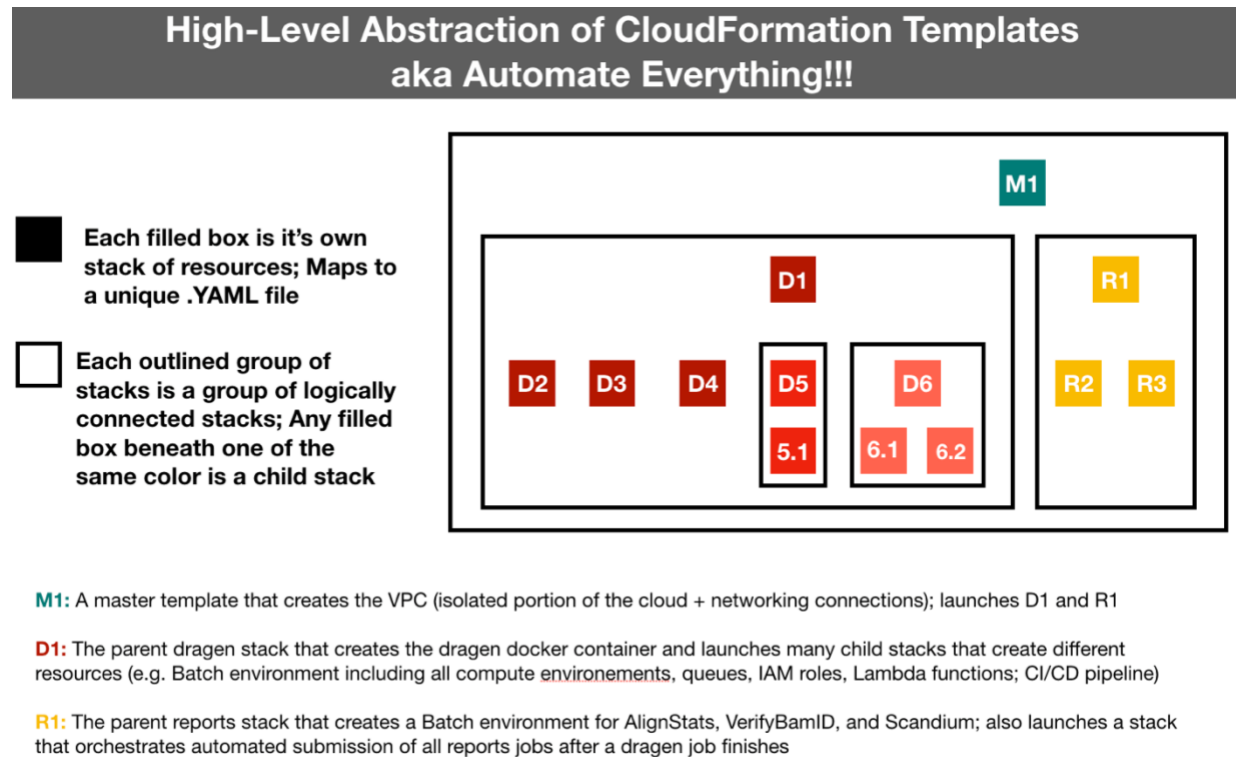 High-Level Abstraction of CloudFormation Templates
aka Automate Everything!!!
M1
Each filled box is it's own
stack of resources; Maps to
a unique .YAML file
D1
R1
Each outlined group of
stacks is a group of logically
connected stacks; Any filled
box beneath one of the
same color is a child stack
D2
D3
D4
D5
D6
R2
R3
5.1
6.1
6.2
M1: A master template that creates the VPC (isolated portion of the cloud + networking connections); launches D1 and R1
D1: The parent dragen stack that creates the dragen docker container and launches many child stacks that create different
resources (e.g. Batch environment including all compute environements, queues, IAM roles, Lambda functions; CI/CD pipeline)
R1: The parent reports stack that creates a Batch environment for AlignStats, VerifyBamID, and Scandium; also launches a stack
that orchestrates automated submission of all reports jobs after a dragen job finishes